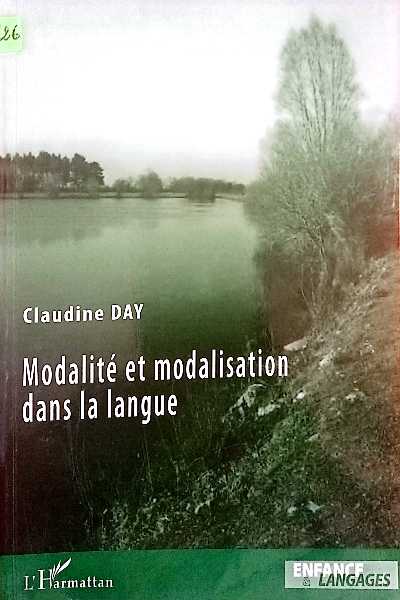 26
Claudine DAY
Modalité et modalisation
dans la langue
L'Harmattan
ENFANCE
& LANGAGES